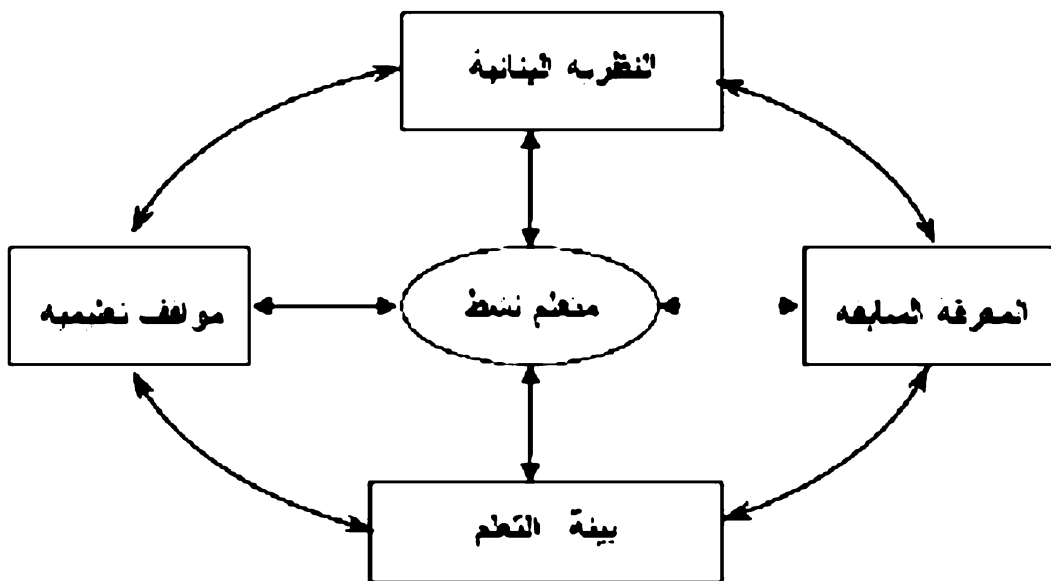 النظرية البنائية
المعرفة السابقة
متعلم نشط
مواقف تعليمية
بيئة التعلم